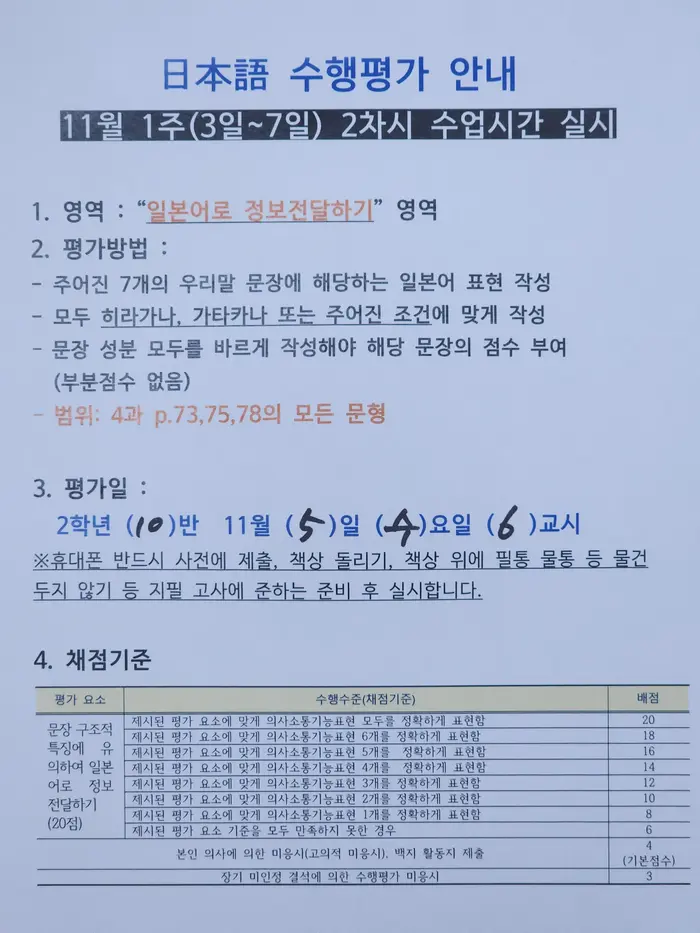 日本語 수행평가 안내
11월 1주(3일~7일) 2차시 수업시간 실시
1. 영역 : “일본어로 정보전달하기” 영역
2. 평가방법 :
- 주어진 7개의 우리말 문장에 해당하는 일본어 표현 작성
- 모두 히라가나, 가타카나 또는 주어진 조건에 맞게 작성
- 문장 성분 모두를 바르게 작성해야 해당 문장의 점수 부여
(부분점수 없음)
- 범위: 4과 p.73,75,78의 모든 문형
3. 평가일 :
2학년 (10)반 11월 (5)일 (수)요일 (6)교시
※휴대폰 반드시 사전에 제출, 책상 돌리기, 책상 위에 필통 물통 등 물건
두지 않기 등 지필 고사에 준하는 준비 후 실시합니다.
4. 채점기준
평가 요소 수행수준(채점기준) 배점
문장 구조적
특징에 유
의하여 일본
어로 정보
전달하기
(20점)
제시된 평가 요소에 맞게 의사소통기능표현 모두를 정확하게 표현함 20
제시된 평가 요소에 맞게 의사소통기능표현 6개를 정확하게 표현함 18
제시된 평가 요소에 맞게 의사소통기능표현 5개를 정확하게 표현함 16
제시된 평가 요소에 맞게 의사소통기능표현 4개를 정확하게 표현함 14
제시된 평가 요소에 맞게 의사소통기능표현 3개를 정확하게 표현함 12
제시된 평가 요소에 맞게 의사소통기능표현 2개를 정확하게 표현함 10
제시된 평가 요소에 맞게 의사소통기능표현 1개를 정확하게 표현함 8
제시된 평가 요소 기준을 모두 만족하지 못한 경우 6
본인 의사에 의한 미응시(고의적 미응시), 백지 활동지 제출 4
(기본점수)
장기 미인정 결석에 의한 수행평가 미응시 3